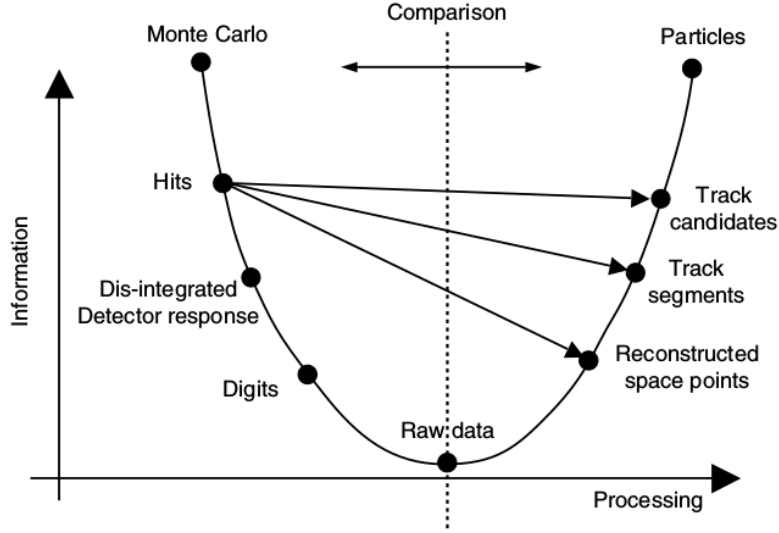 Comparison
Monte Carlo
Particles
Hits
Track
candidates
Information
Dis-integrated
Detector response
Track
segments
Digits
Reconstructed
space points
Raw data
Processing